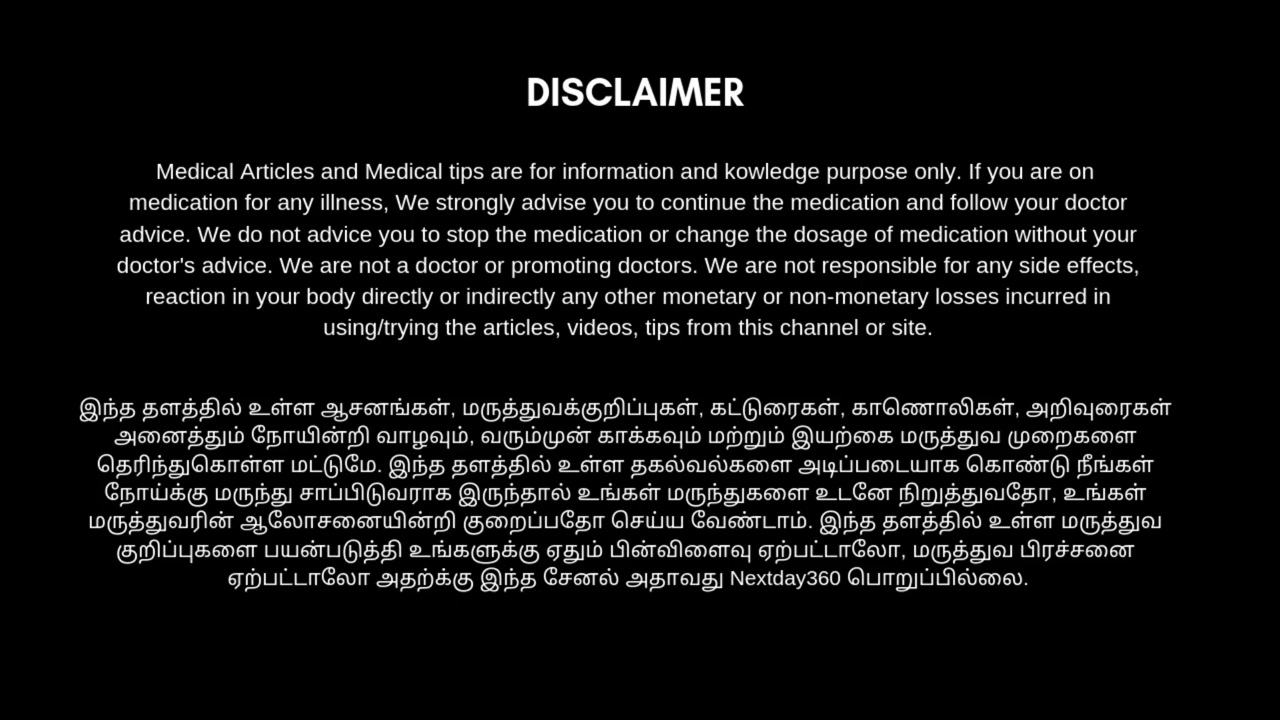 DISCLAIMER
Medical Articles and Medical tips are for information and kowledge purpose only. If you are on
medication for any illness, We strongly advise you to continue the medication and follow your doctor
advice. We do not advice you to stop the medication or change the dosage of medication without your
doctor's advice. We are not a doctor or promoting doctors. We are not responsible for any side effects,
reaction in your body directly or indirectly any other monetary or non-monetary losses incurred in
using/trying the articles, videos, tips from this channel or site.
இந்த தளத்தில் உள்ள ஆசனங்கள், மருத்துவக்குறிப்புகள், கட்டுரைகள், காணொலிகள், அறிவுரைகள்
அனைத்தும் நோயின்றி வாழவும், வரும்முன் காக்கவும் மற்றும் இயற்கை மருத்துவ முறைகளை
தெரிந்துகொள்ள மட்டுமே. இந்த தளத்தில் உள்ள தகல்வல்களை அடிப்படையாக கொண்டு நீங்கள்
நோய்க்கு மருந்து சாப்பிடுவராக இருந்தால் உங்கள் மருந்துகளை உடனே நிறுத்துவதோ, உங்கள்
மருத்துவரின் ஆலோசனையின்றி குறைப்பதோ செய்ய வேண்டாம். இந்த தளத்தில் உள்ள மருத்துவ
குறிப்புகளை பயன்படுத்தி உங்களுக்கு ஏதும் பின்விளைவு ஏற்பட்டாலோ, மருத்துவ பிரச்சனை
ஏற்பட்டாலோ அதற்க்கு இந்த சேனல் அதாவது Nextday360 பொறுப்பில்லை.